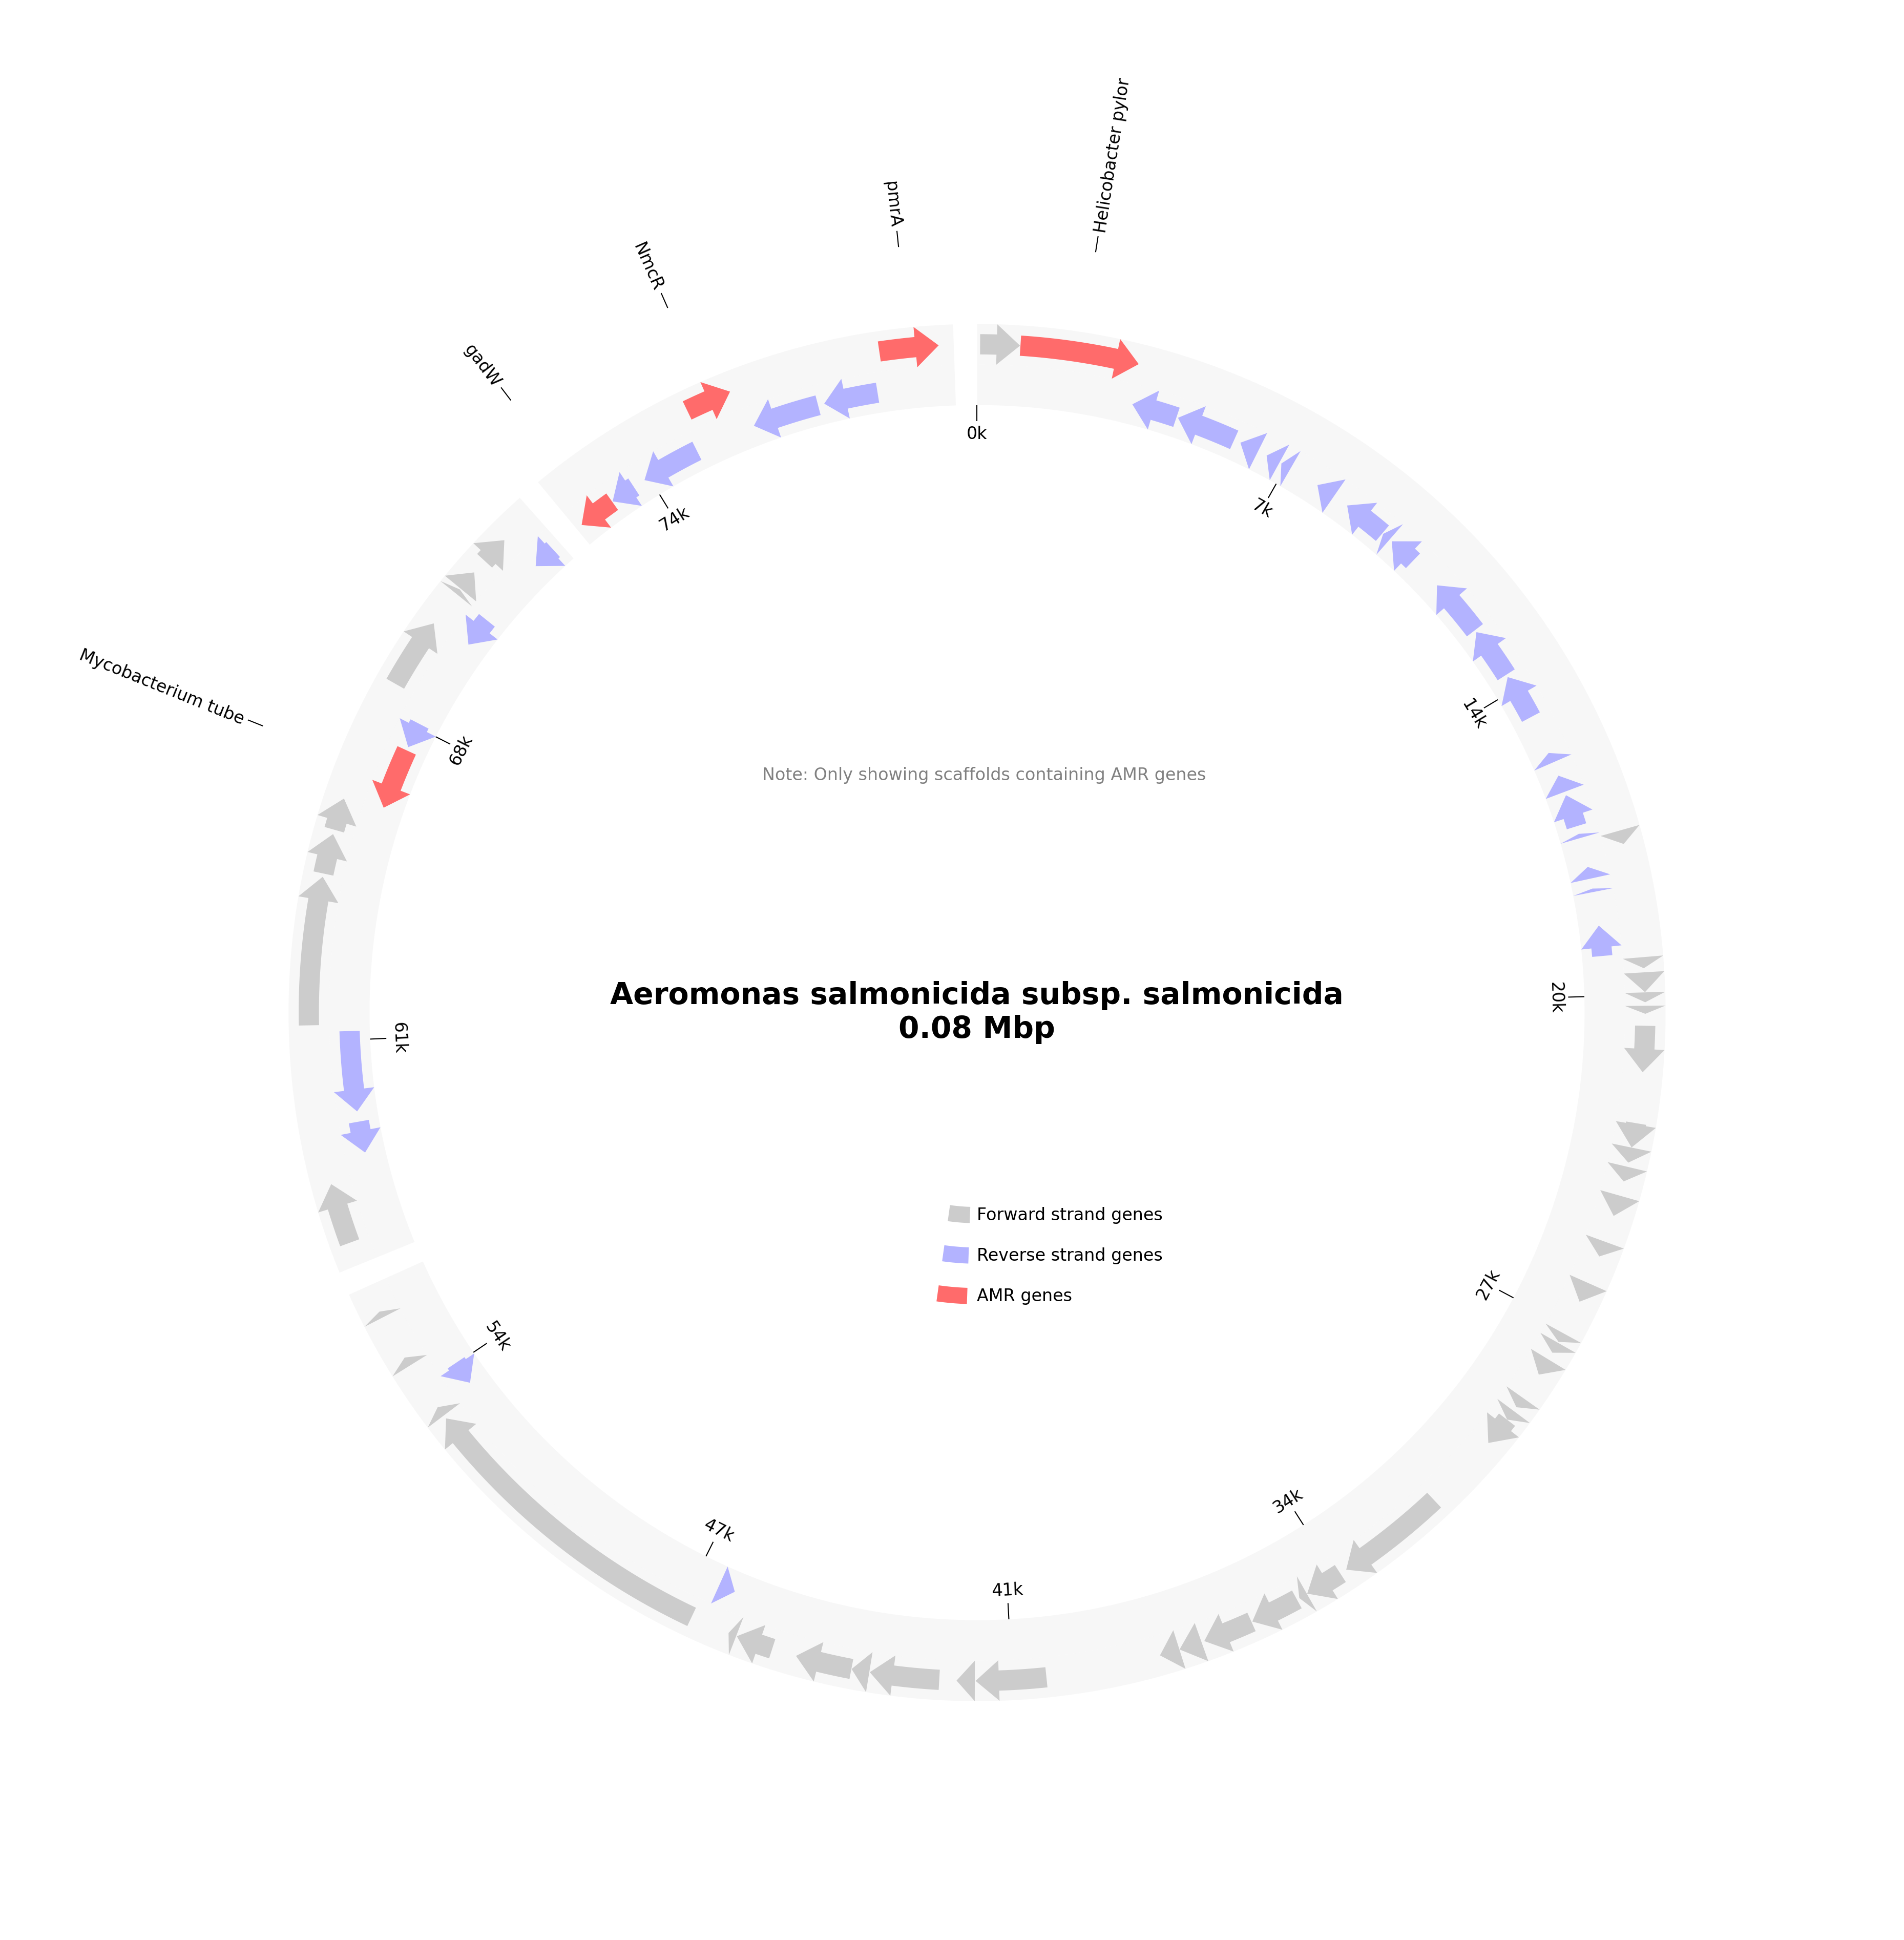 Helicobacter pylor
pmrA
NmcR
gadW
Mycobacterium tube
0k
7k
14k
20k
27k
34k
41k
47k
54k
61k
68k
74k
Note: Only showing scaffolds containing AMR genes
Aeromonas salmonicida subsp. salmonicida
0.08 Mbp
Forward strand genes
Reverse strand genes
AMR genes